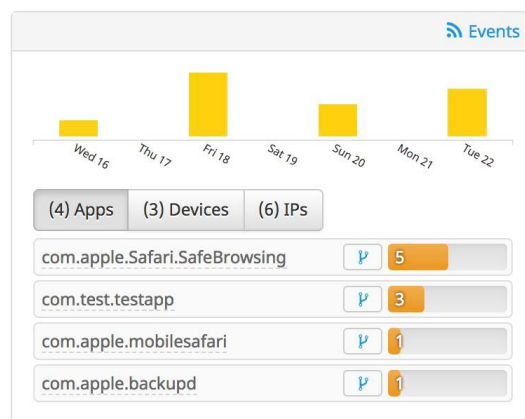 Events
Wed 16
Thu 17
Fri 18
Sat 19
Sun 20
Mon 21
Tue 22
(4) Apps
(3) Devices
(6) IPs
com.apple.Safari.SafeBrowsing
5
com.test.testapp
3
com.apple.mobilesafari
1
com.apple.backupd
1